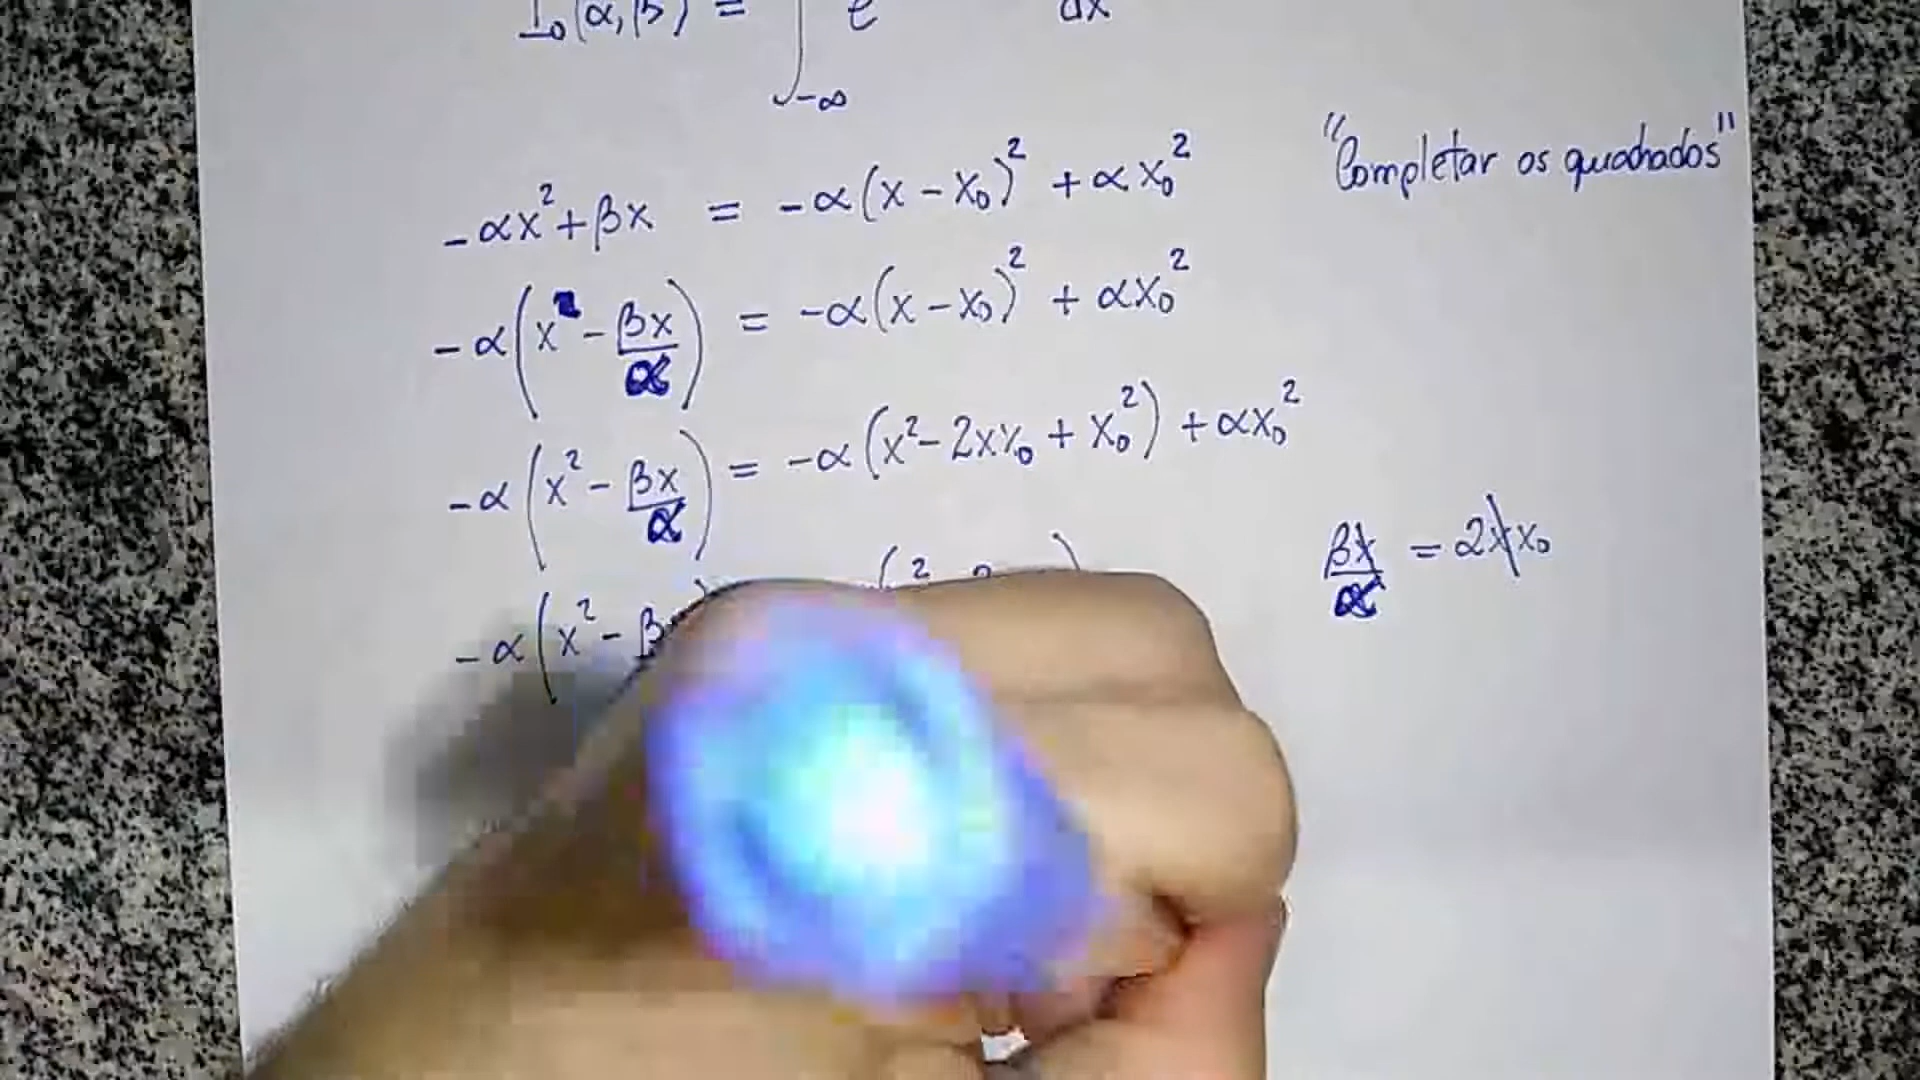 I₀(α,β) = ∫ e dx
-∞
"Completar os quadrados"
-αx²+βx = -α(x-x₀)² + αx₀²
-α(x² - βx/α) = -α(x-x₀)² + αx₀²
-α(x² - βx/α) = -α(x² - 2xx₀ + x₀²) + αx₀²
βx/α = 2xx₀
-α(x² - β